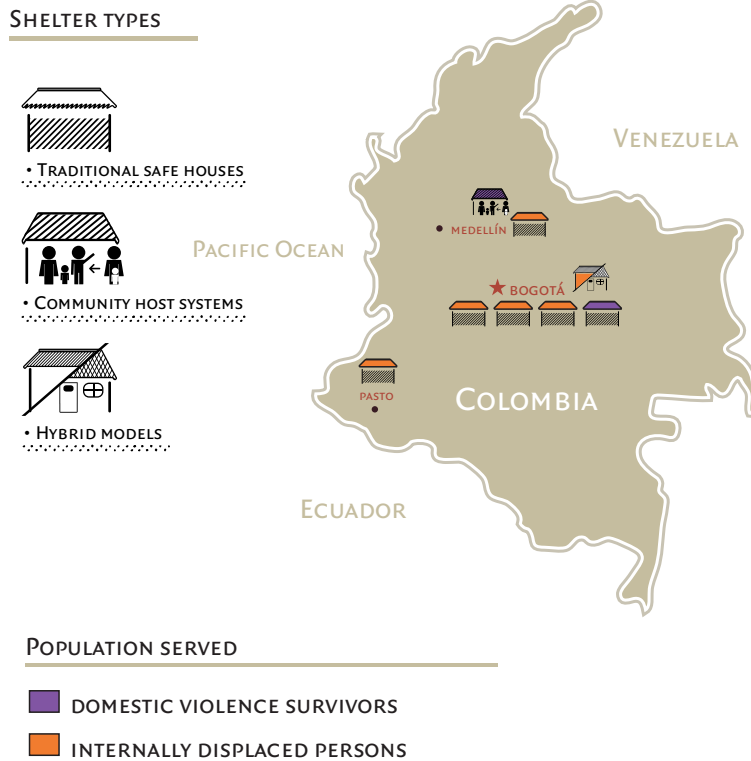 Shelter types
• Traditional safe houses
• Community host systems
• Hybrid models
Venezuela
Pacific Ocean
medellín
bogotá
pasto
Colombia
Ecuador
Population served
domestic violence survivors
internally displaced persons